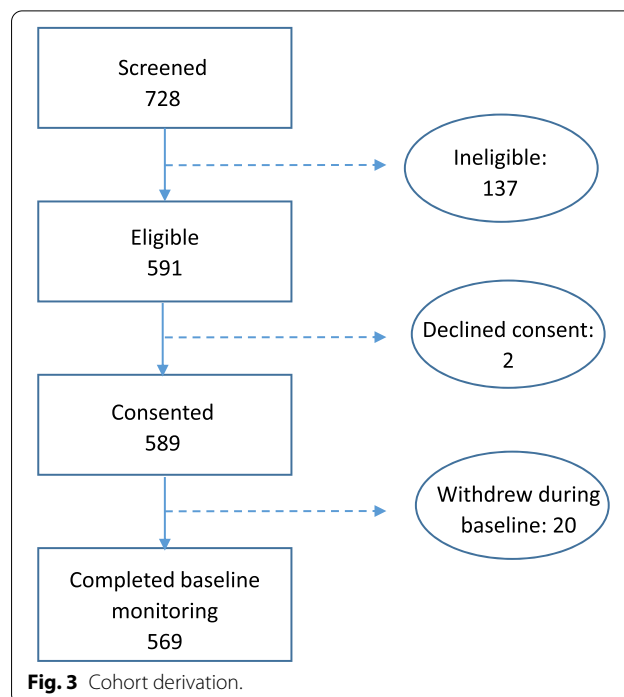 Screened
728
Ineligible:
137
Eligible
591
Declined consent:
2
Consented
589
Withdrew during
baseline: 20
Completed baseline
monitoring
569
Fig. 3 Cohort derivation.